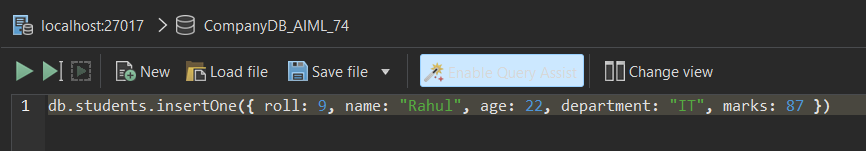 localhost:27017 > CompanyDB_AIML_74
New Load file Save file Enable Query Assist Change view
1 db.students.insertOne({ roll: 9, name: "Rahul", age: 22, department: "IT", marks: 87 })